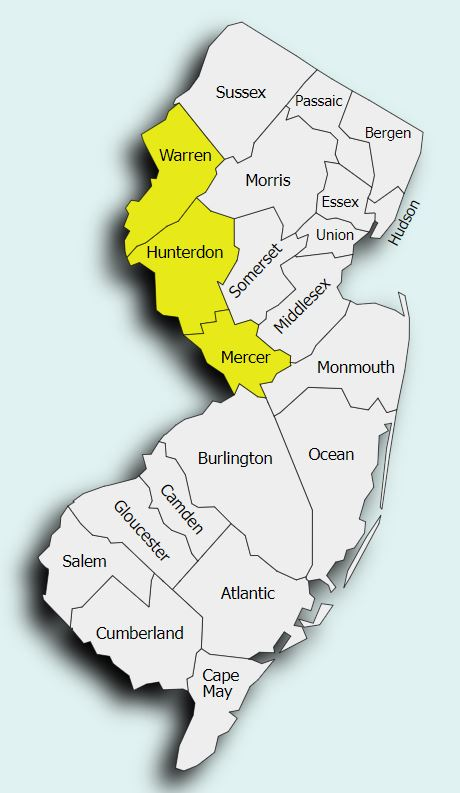 Sussex
Passaic
Bergen
Warren
Morris
Essex
Hudson
Union
Hunterdon
Somerset
Middlesex
Mercer
Monmouth
Burlington
Ocean
Camden
Gloucester
Salem
Atlantic
Cumberland
Cape
May